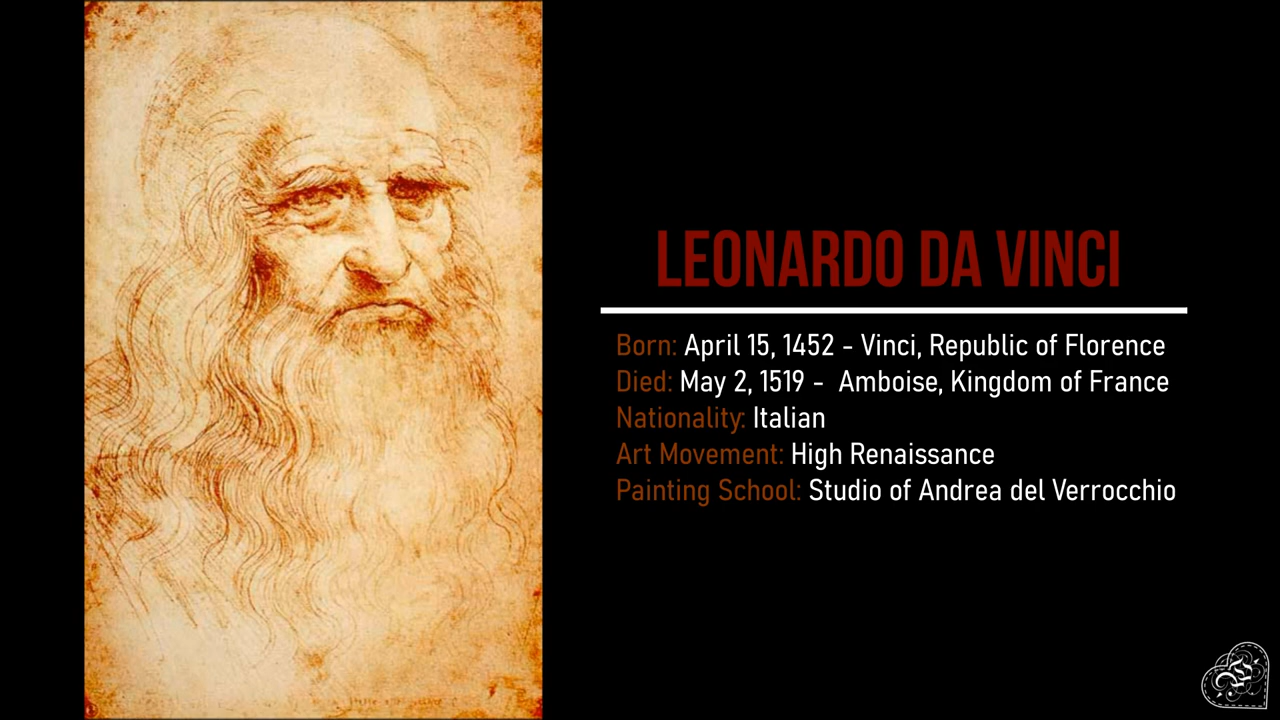 LEONARDO DA VINCI
Born: April 15, 1452 - Vinci, Republic of Florence
Died: May 2, 1519 - Amboise, Kingdom of France
Nationality: Italian
Art Movement: High Renaissance
Painting School: Studio of Andrea del Verrocchio